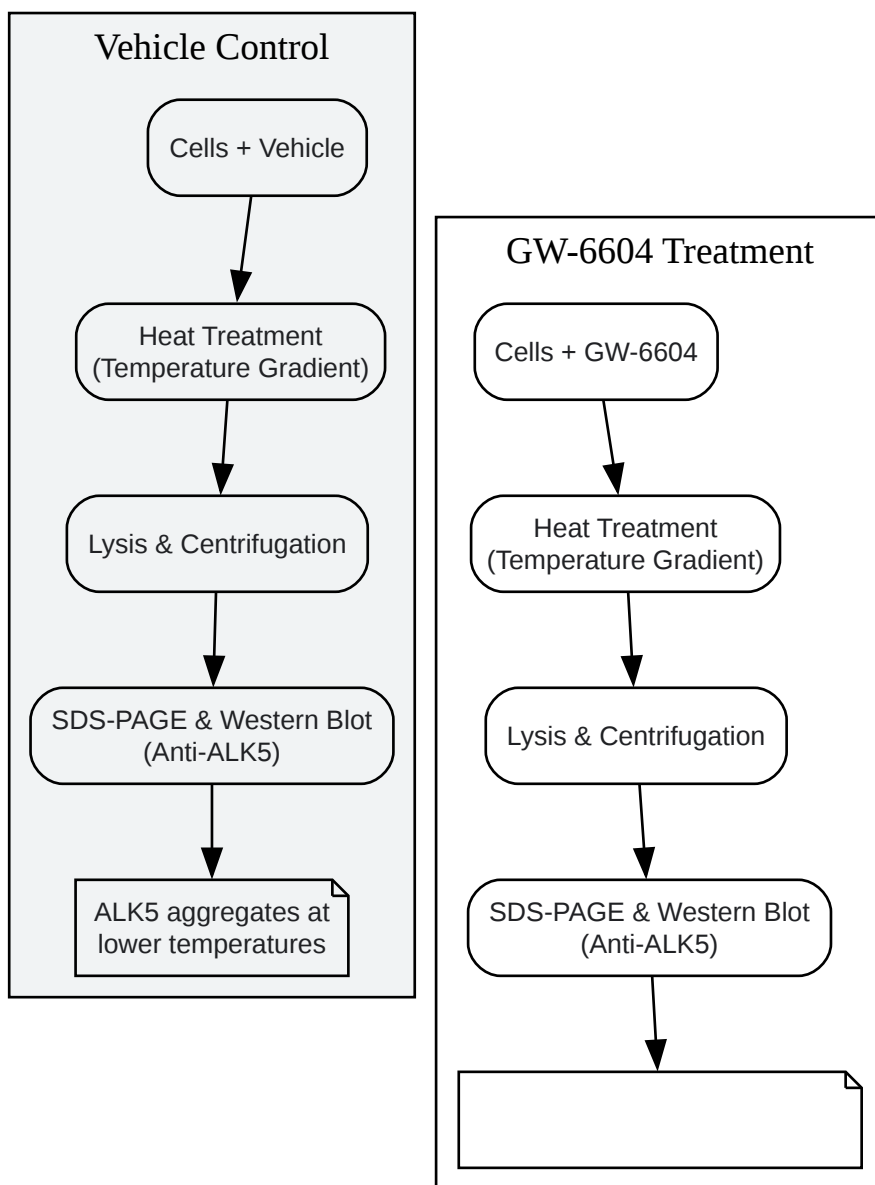 Vehicle Control
Cells + Vehicle
Heat Treatment
(Temperature Gradient)
Lysis & Centrifugation
SDS-PAGE & Western Blot
(Anti-ALK5)
ALK5 aggregates at
lower temperatures
GW-6604 Treatment
Cells + GW-6604
Heat Treatment
(Temperature Gradient)
Lysis & Centrifugation
SDS-PAGE & Western Blot
(Anti-ALK5)